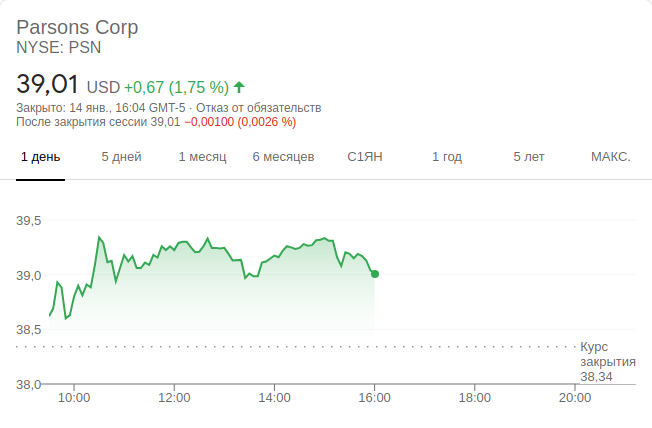 Parsons Corp
NYSE: PSN
39,01 USD +0,67 (1,75 %)
Закрыто: 14 янв., 16:04 GMT-5 · Отказ от обязательств
После закрытия сессии 39,01 −0,00100 (0,0026 %)
1 день 5 дней 1 месяц 6 месяцев С1ЯН 1 год 5 лет МАКС.
39,5
39,0
38,5
Курс
закрытия
38,34
38,0
10:00 12:00 14:00 16:00 18:00 20:00